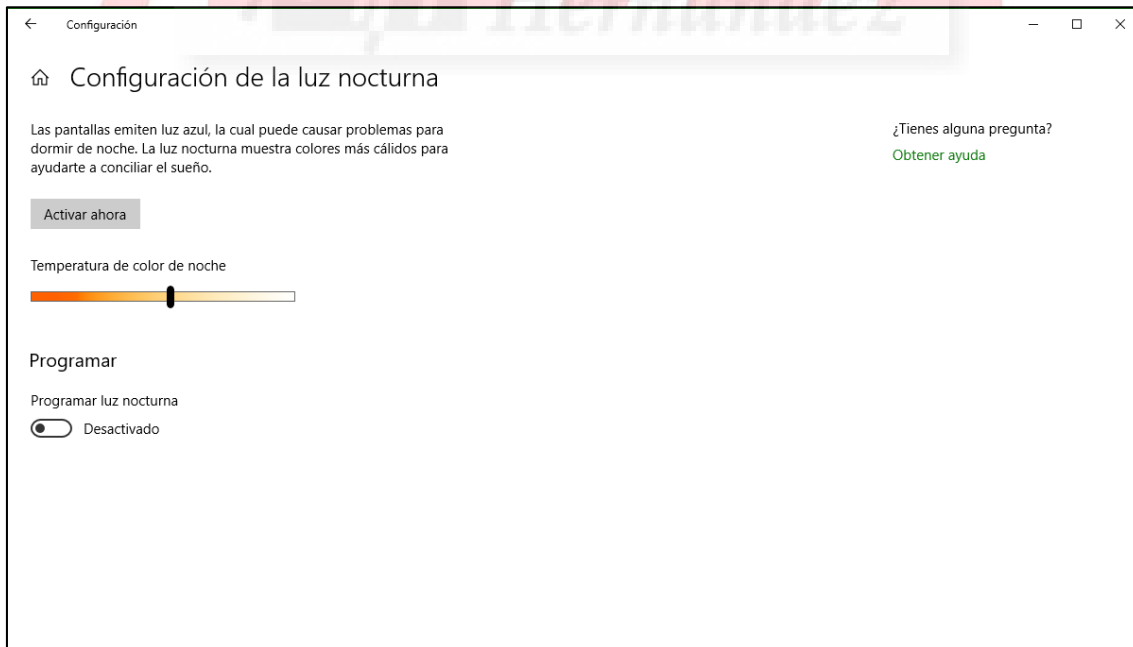 Hernández
Configuración
Configuración de la luz nocturna
Las pantallas emiten luz azul, la cual puede causar problemas para
dormir de noche. La luz nocturna muestra colores más cálidos para
ayudarte a conciliar el sueño.
¿Tienes alguna pregunta?
Obtener ayuda
Activar ahora
Temperatura de color de noche
Programar
Programar luz nocturna
Desactivado